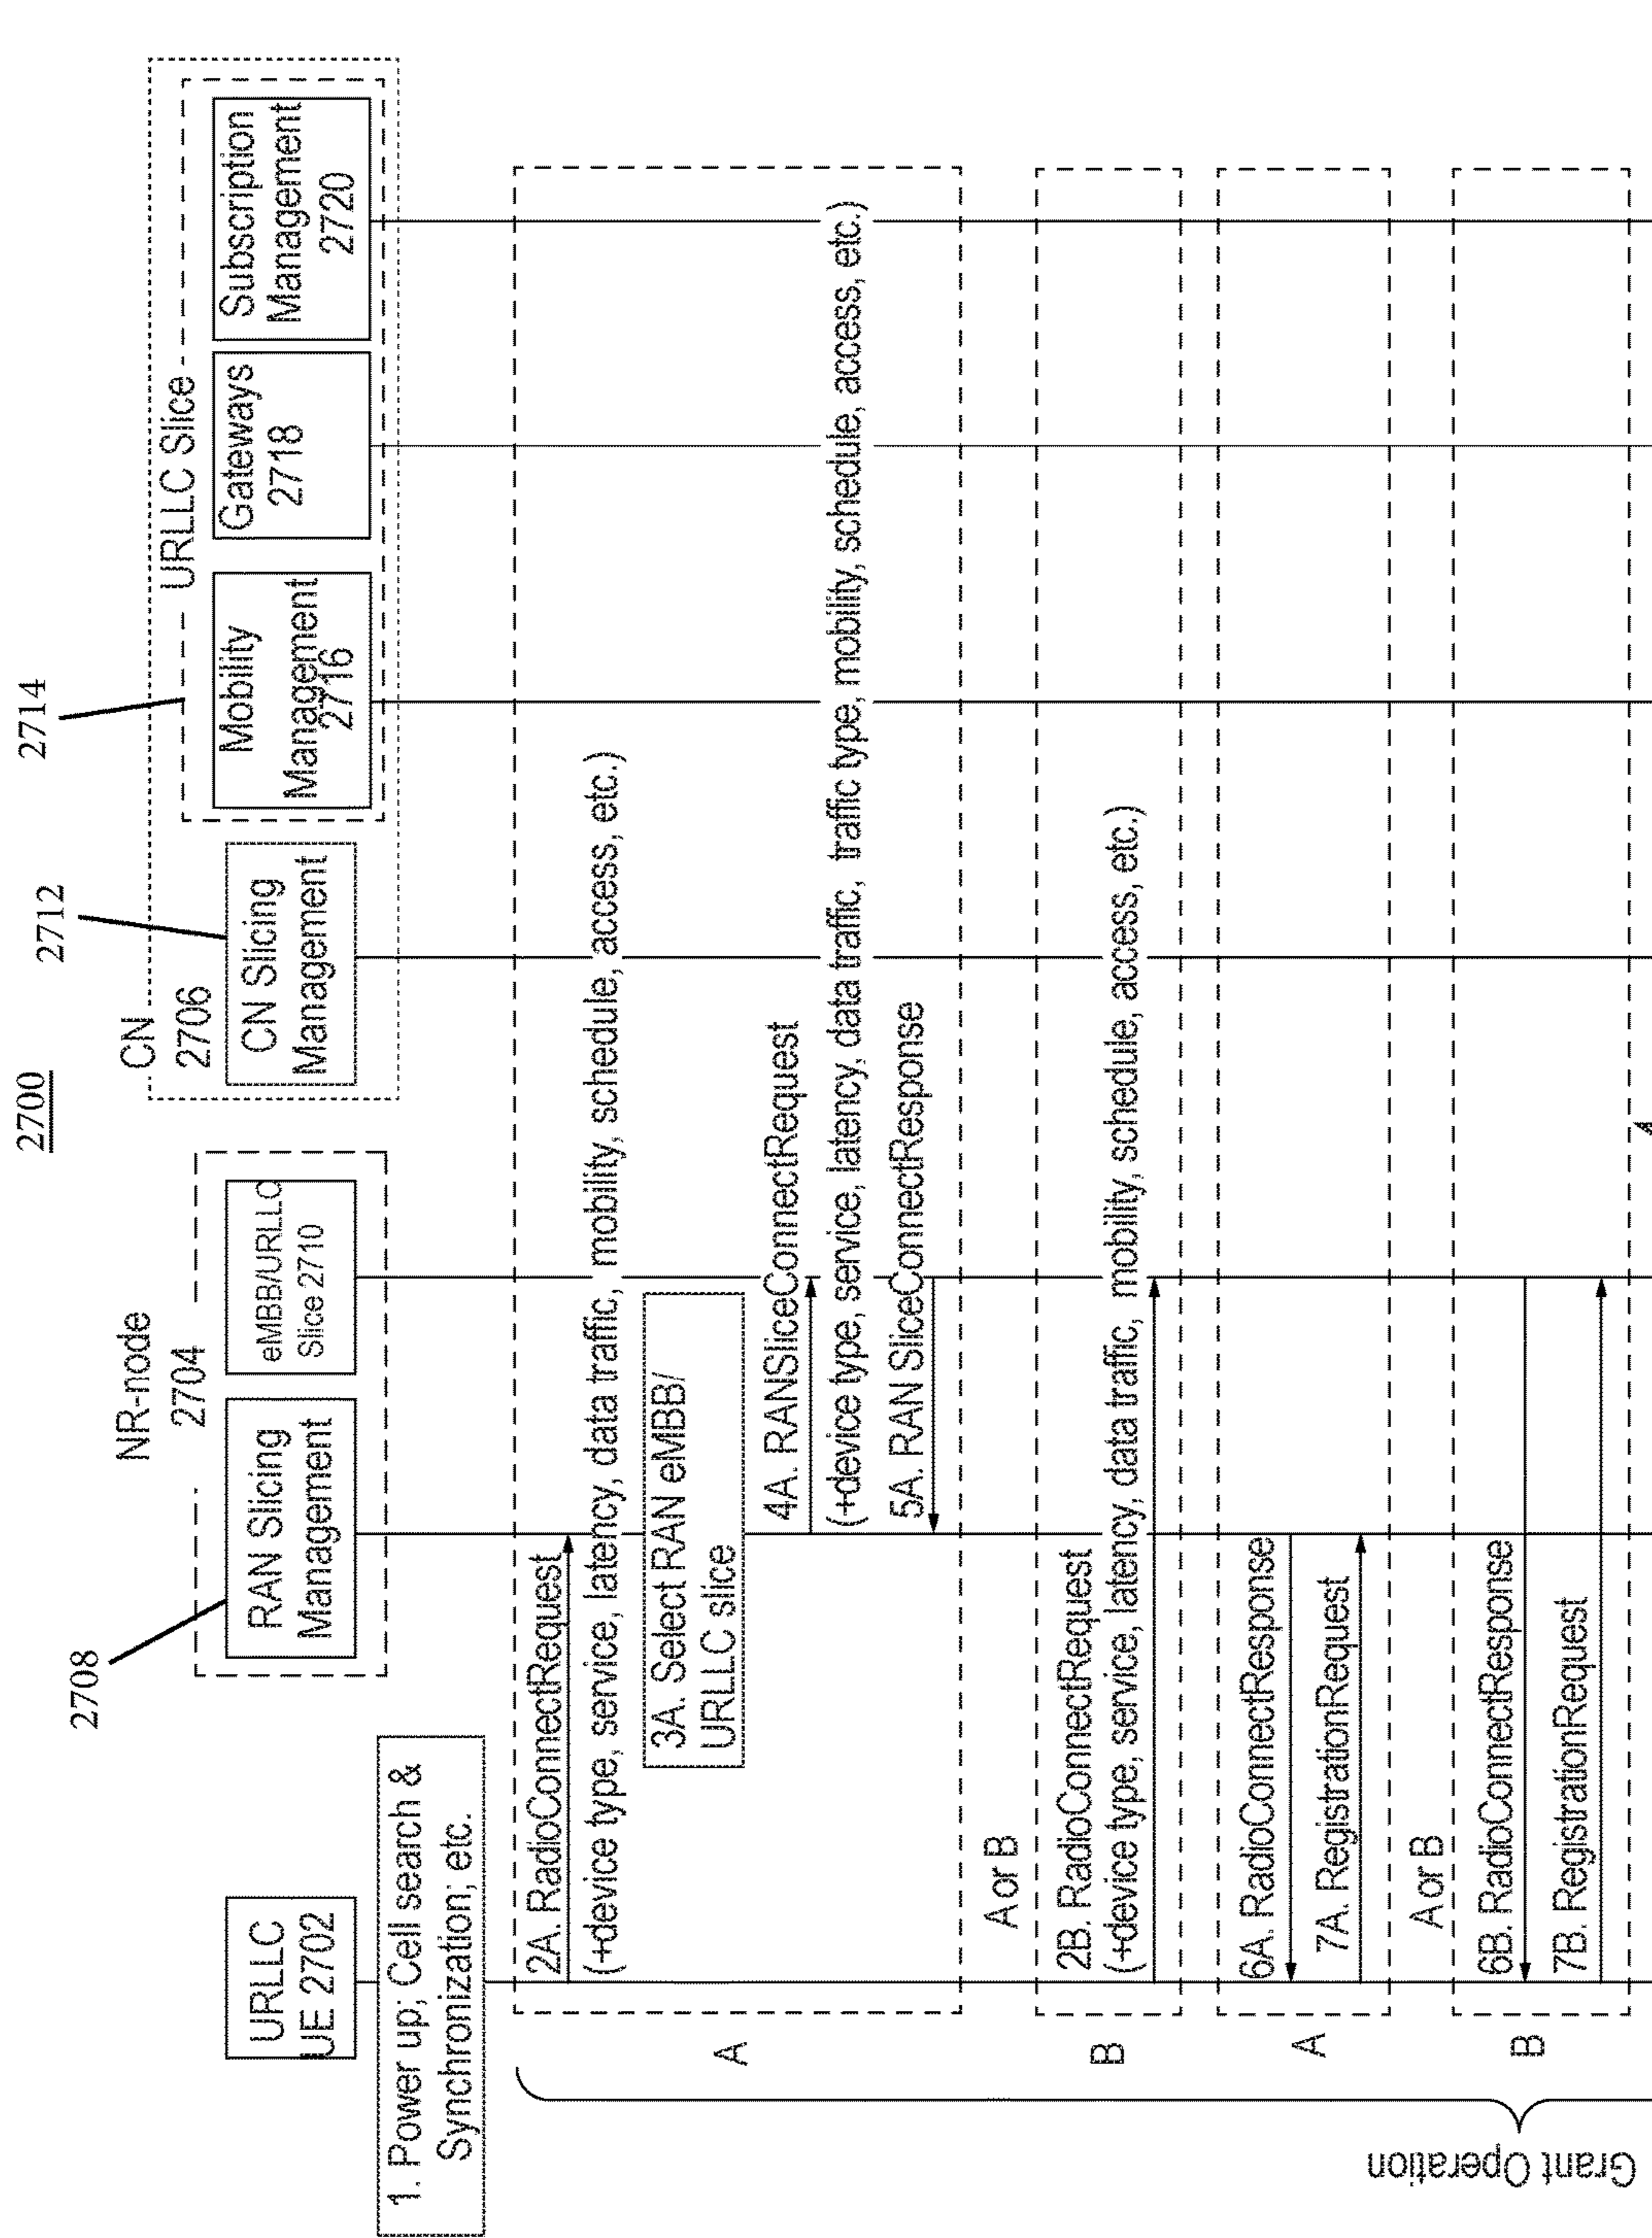 2700
2708
2712
2714
NR-node
2704
CN
2706
URLLC Slice
URLLC
UE 2702
RAN Slicing
Management
eMBB/URLLC
Slice 2710
CN Slicing
Management
Mobility
Management
2716
Gateways
2718
Subscription
Management
2720
1. Power up; Cell search &
Synchronization; etc.
A
2A. RadioConnectRequest
(+device type, service, latency, data traffic, mobility, schedule, access, etc.)
3A. Select RAN eMBB/
URLLC slice
4A. RANSliceConnectRequest
(+device type, service, latency, data traffic, traffic type, mobility, schedule, access, etc.)
5A. RAN SliceConnectResponse
A or B
B
2B. RadioConnectRequest
(+device type, service, latency, data traffic, mobility, schedule, access, etc.)
A
6A. RadioConnectResponse
7A. RegistrationRequest
A or B
B
6B. RadioConnectResponse
7B. RegistrationRequest
Grant Operation